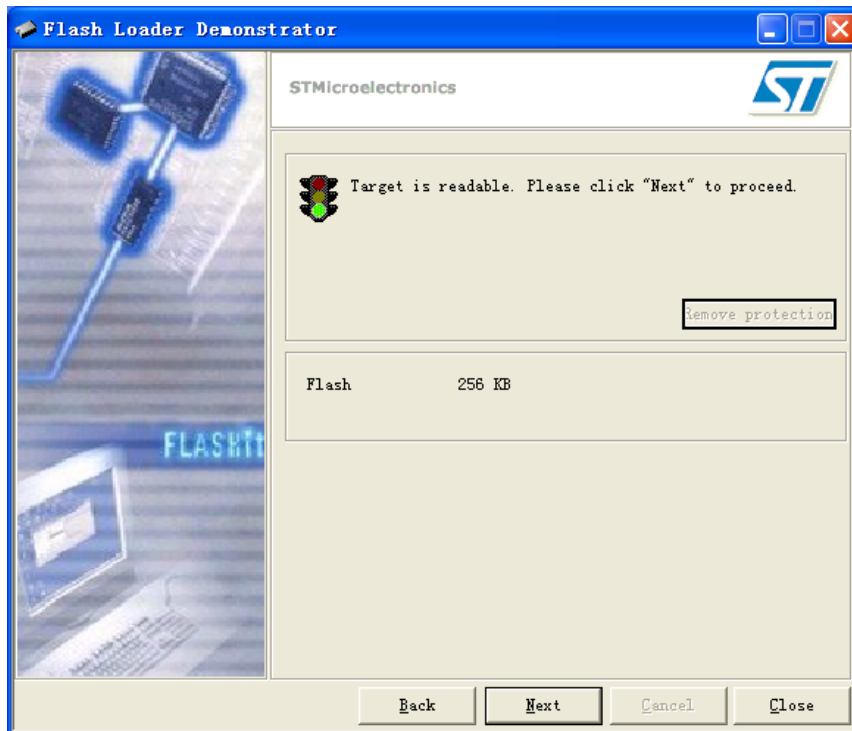 Flash Loader Demonstrator
STMicroelectronics
ST
Target is readable. Please click "Next" to proceed.
Remove protection
Flash 256 KB
FLASHit
Back Next Cancel Close